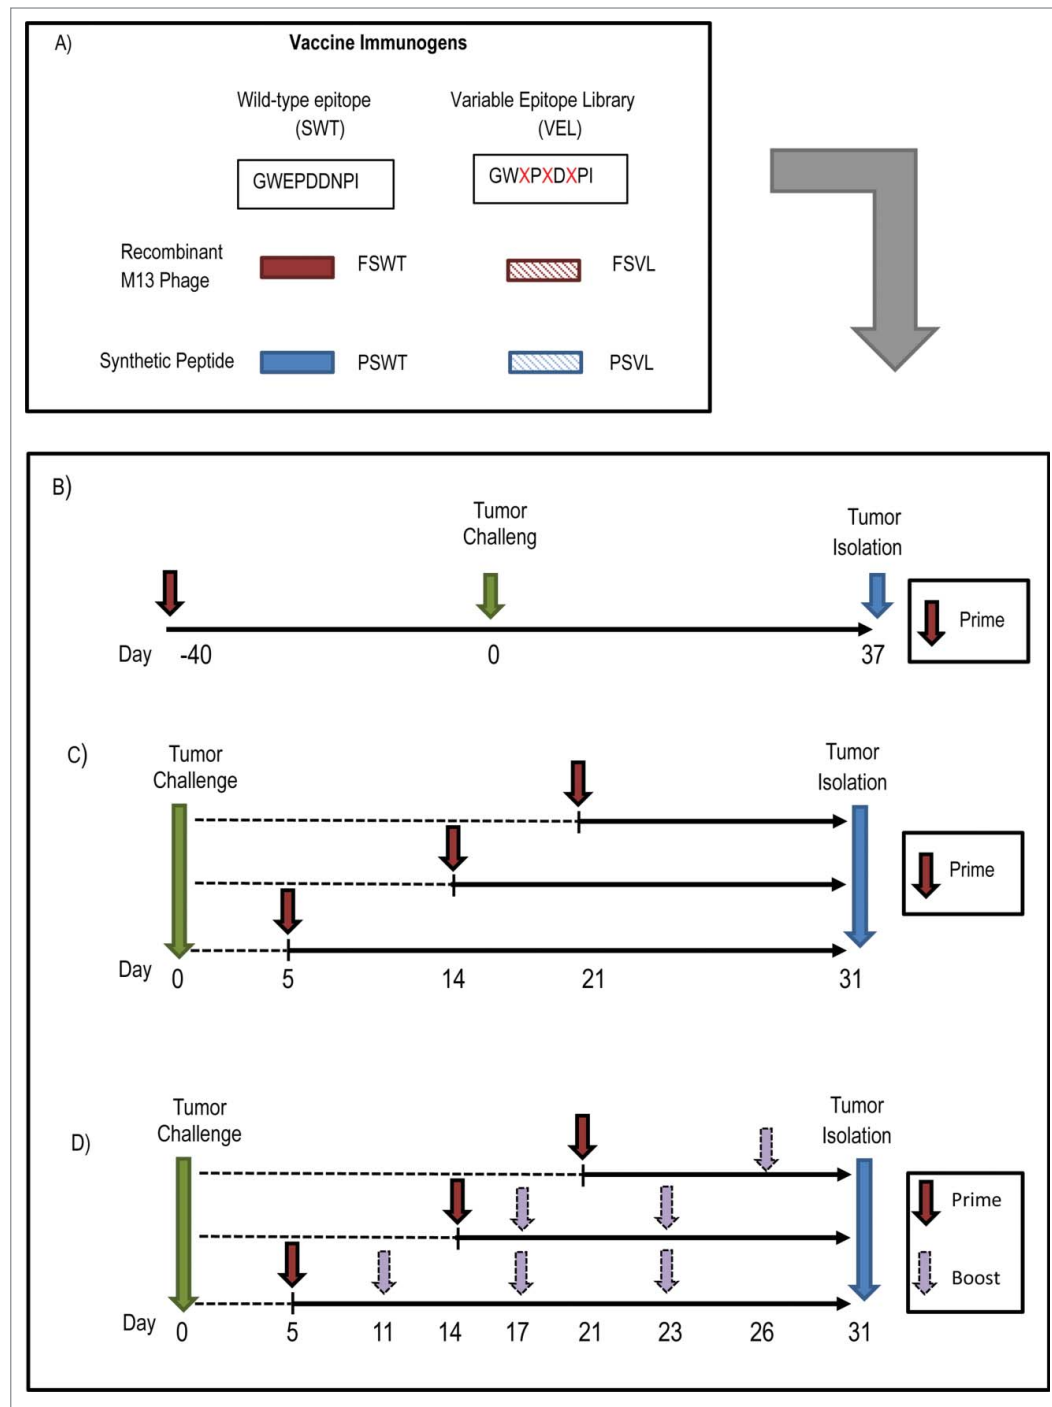 A)
Vaccine Immunogens
Wild-type epitope
(SWT)
Variable Epitope Library
(VEL)
GWEPDDNPI
GWXPXDXPI
Recombinant
M13 Phage
FSWT
FSVL
Synthetic Peptide
PSWT
PSVL
B)
Tumor
Challeng
Tumor
Isolation
Prime
Day
-40
0
37
C)
Tumor
Challenge
Tumor
Isolation
Prime
Day
0
5
14
21
31
D)
Tumor
Challenge
Tumor
Isolation
Prime
Boost
Day
0
5
11
14
17
21
23
26
31